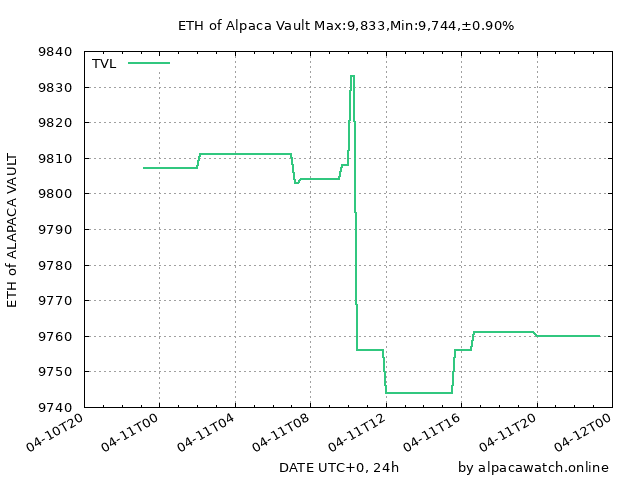 ETH of Alpaca Vault Max:9,833,Min:9,744,±0.90%
TVL
9840
9830
9820
9810
9800
9790
9780
9770
9760
9750
9740
ETH of ALAPACA VAULT
04-10T20
04-11T00
04-11T04
04-11T08
04-11T12
04-11T16
04-11T20
04-12T00
DATE UTC+0, 24h
by alpacawatch.online